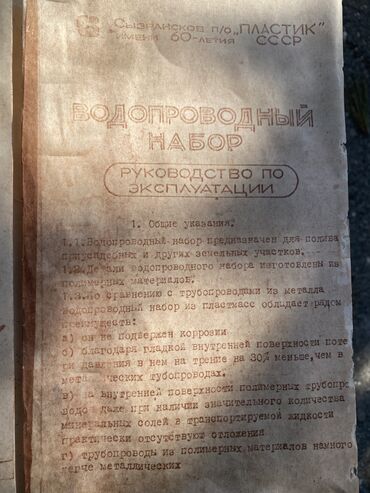 Сызранское п/о „ПЛАСТИК"
имени 60-летия СССР
ВОДОПРОВОДНЫЙ
НАБОР
РУКОВОДСТВО ПО
ЭКСПЛУАТАЦИИ
1. Общие указания.
1.1.Водопроводный набор предназначен для полива
приусадебных и других земельных участков.
1.2.Детали водопроводного набора изготовлены из
полимерных материалов.
1.3.По сравнению с трубопроводами из металла
водопроводный набор из пластмасс обладает рядом
преимуществ:
а) он не подвержен коррозии
б) благодаря гладкой внутренней поверхности поте
ри давления в нем на трение на 30% меньше,чем в
металлических тубопроводах.
в) на внутренней поверхности полимерных трубопро
водо даже при наличии значительного количества
минеральных солей в транспортируемой жидкости
практически отсутствуют отложения
г) трубопроводы из полимерных материалов намного
легче металлических